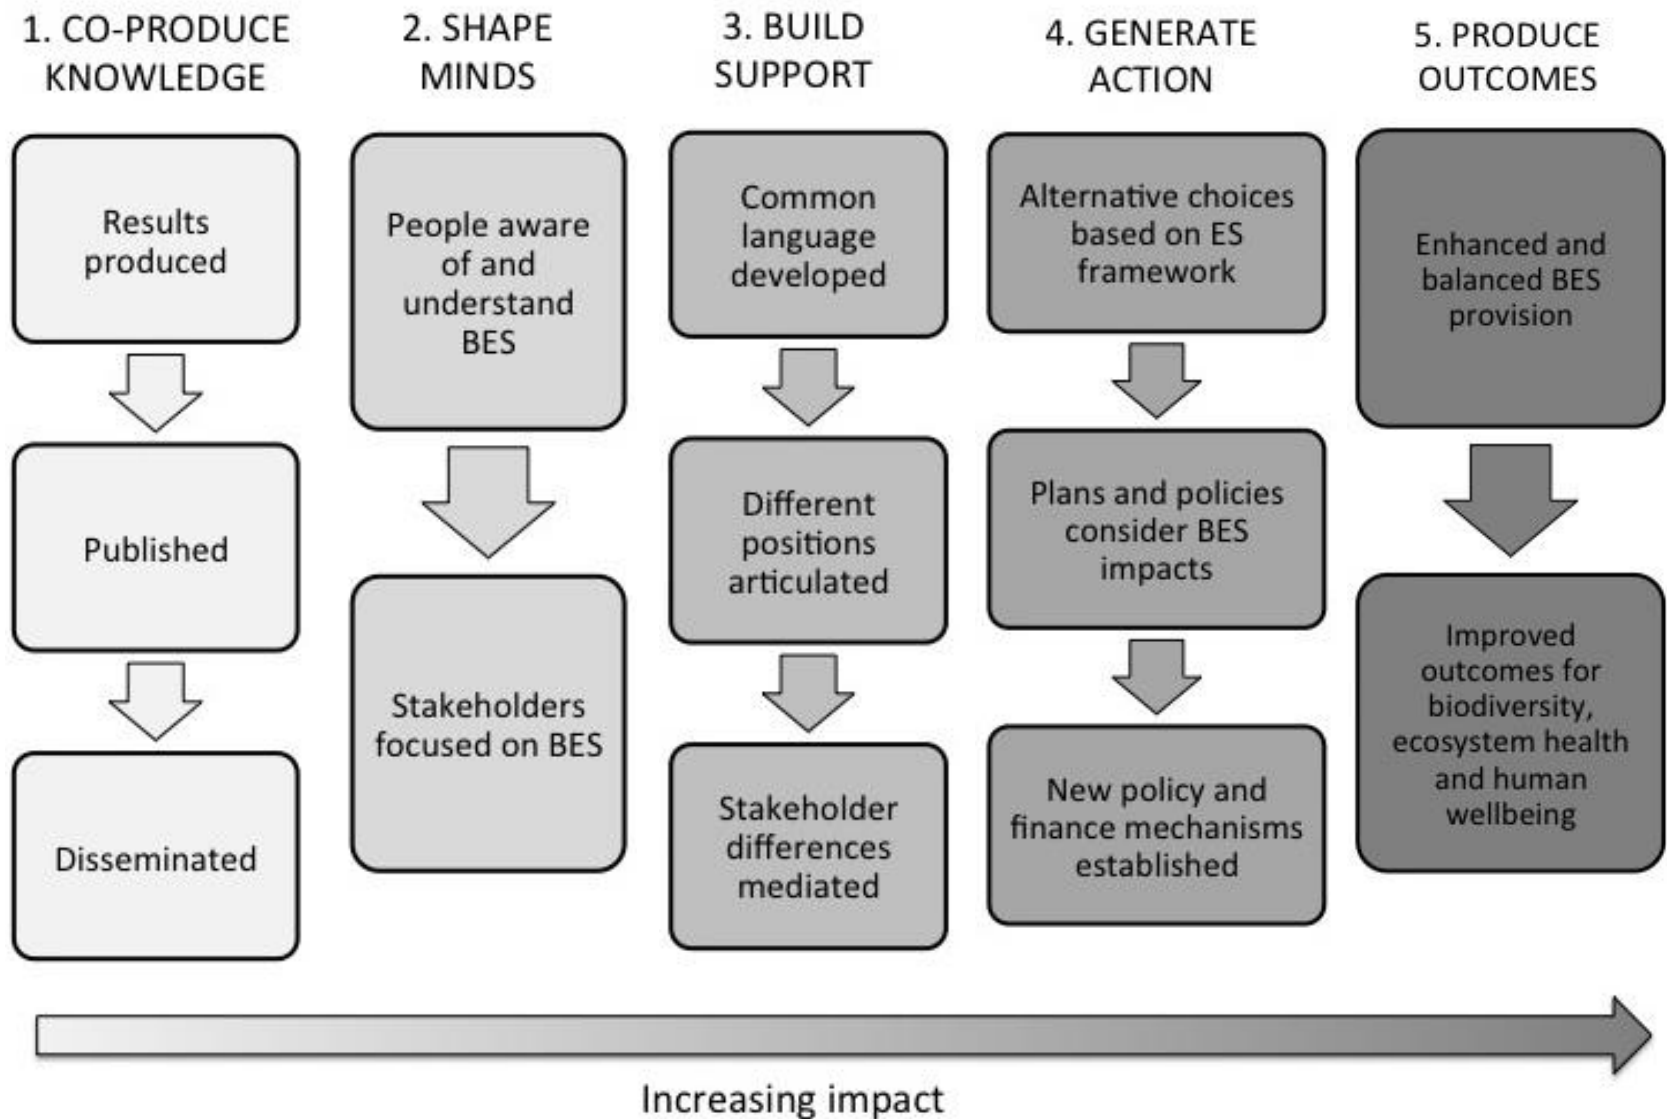 1. CO-PRODUCE
KNOWLEDGE
2. SHAPE
MINDS
3. BUILD
SUPPORT
4. GENERATE
ACTION
5. PRODUCE
OUTCOMES
Results
produced
Published
Disseminated
People aware
of and
understand
BES
Stakeholders
focused on BES
Common
language
developed
Different
positions
articulated
Stakeholder
differences
mediated
Alternative choices
based on ES
framework
Plans and policies
consider BES
impacts
New policy and
finance mechanisms
established
Enhanced and
balanced BES
provision
Improved
outcomes for
biodiversity,
ecosystem health
and human
wellbeing
Increasing impact